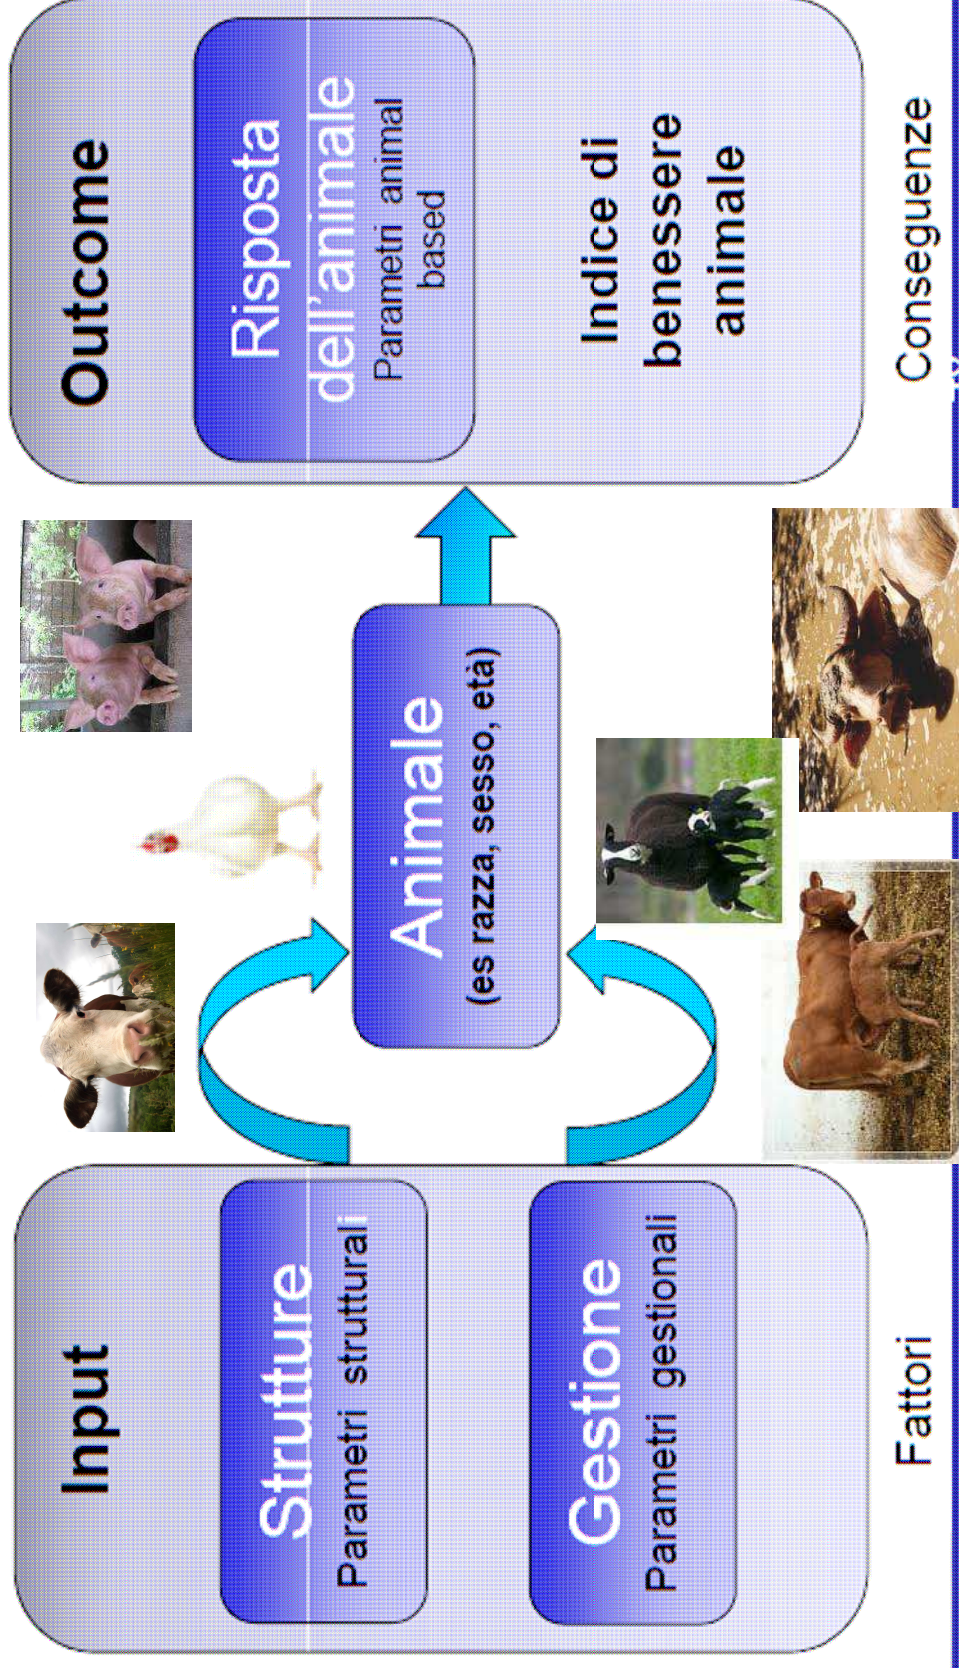 Input
Strutture
Parametri strutturali
Gestione
Parametri gestionali
Fattori
Animale
(es razza, sesso, età)
Outcome
Risposta
dell'animale
Parametri animal
based
Indice di
benessere
animale
Conseguenze